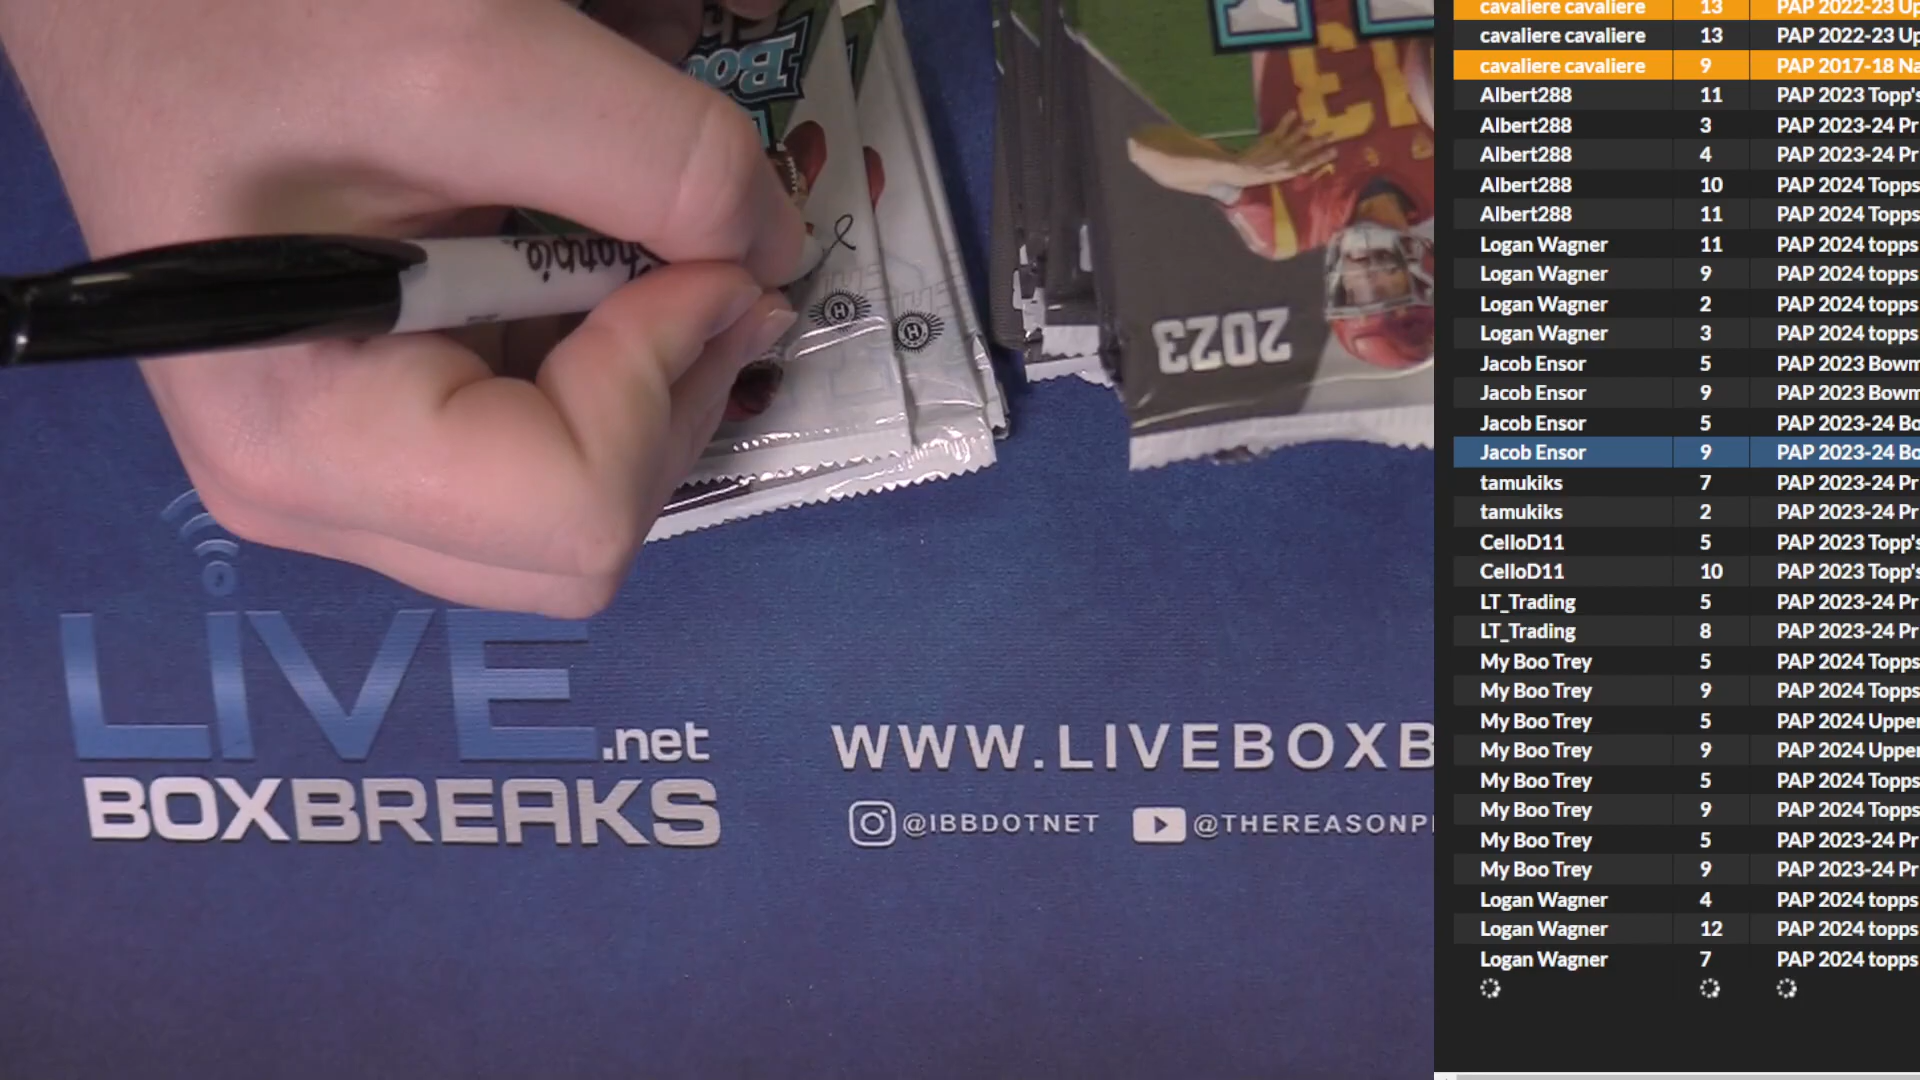 Sharpie
2023
H
H
LIVE
.net
BOXBREAKS
WWW.LIVEBOXB
@IBBDOTNET
@THEREASONP
cavaliere cavaliere 13 PAP 2022-23 Up
cavaliere cavaliere 13 PAP 2022-23 Up
cavaliere cavaliere 9 PAP 2017-18 Na
Albert288 11 PAP 2023 Topp's
Albert288 3 PAP 2023-24 Pr
Albert288 4 PAP 2023-24 Pr
Albert288 10 PAP 2024 Topps
Albert288 11 PAP 2024 Topps
Logan Wagner 11 PAP 2024 topps
Logan Wagner 9 PAP 2024 topps
Logan Wagner 2 PAP 2024 topps
Logan Wagner 3 PAP 2024 topps
Jacob Ensor 5 PAP 2023 Bowm
Jacob Ensor 9 PAP 2023 Bowm
Jacob Ensor 5 PAP 2023-24 Bo
Jacob Ensor 9 PAP 2023-24 Bo
tamukiks 7 PAP 2023-24 Pr
tamukiks 2 PAP 2023-24 Pr
CelloD11 5 PAP 2023 Topp's
CelloD11 10 PAP 2023 Topp's
LT_Trading 5 PAP 2023-24 Pr
LT_Trading 8 PAP 2023-24 Pr
My Boo Trey 5 PAP 2024 Topps
My Boo Trey 9 PAP 2024 Topps
My Boo Trey 5 PAP 2024 Upper
My Boo Trey 9 PAP 2024 Upper
My Boo Trey 5 PAP 2024 Topps
My Boo Trey 9 PAP 2024 Topps
My Boo Trey 5 PAP 2023-24 Pr
My Boo Trey 9 PAP 2023-24 Pr
Logan Wagner 4 PAP 2024 topps
Logan Wagner 12 PAP 2024 topps
Logan Wagner 7 PAP 2024 topps